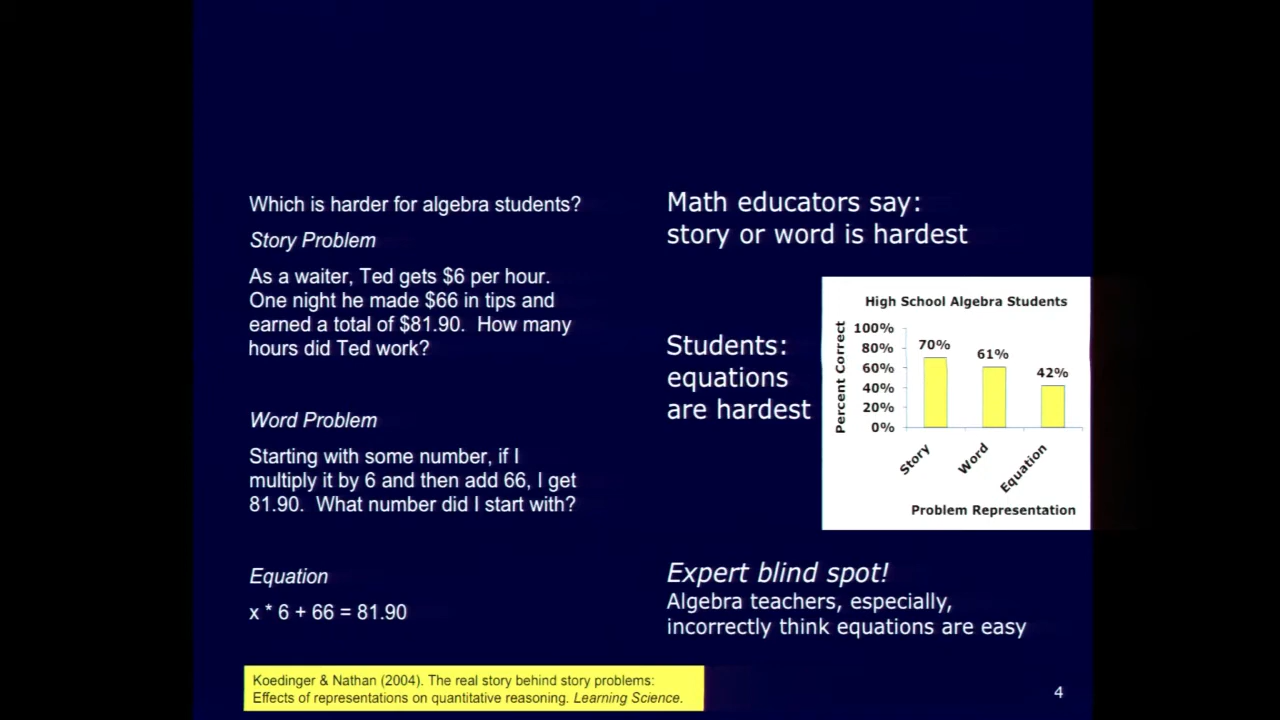 Which is harder for algebra students?
Story Problem
As a waiter, Ted gets $6 per hour.
One night he made $66 in tips and
earned a total of $81.90.  How many
hours did Ted work?
Word Problem
Starting with some number, if I
multiply it by 6 and then add 66, I get
81.90.  What number did I start with?
Equation
x * 6 + 66 = 81.90
Math educators say:
story or word is hardest
Students:
equations
are hardest
High School Algebra Students
Percent Correct
100%
80%
60%
40%
20%
0%
70%
61%
42%
Story
Word
Equation
Problem Representation
Expert blind spot!
Algebra teachers, especially,
incorrectly think equations are easy
Koedinger & Nathan (2004). The real story behind story problems:
Effects of representations on quantitative reasoning. Learning Science.
4